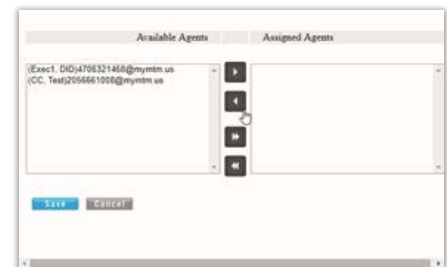 Available Agents Assigned Agents
(Exec1, DID)4706321468@mymtm.us
(CC, Test)2056661008@mymtm.us
Save Cancel